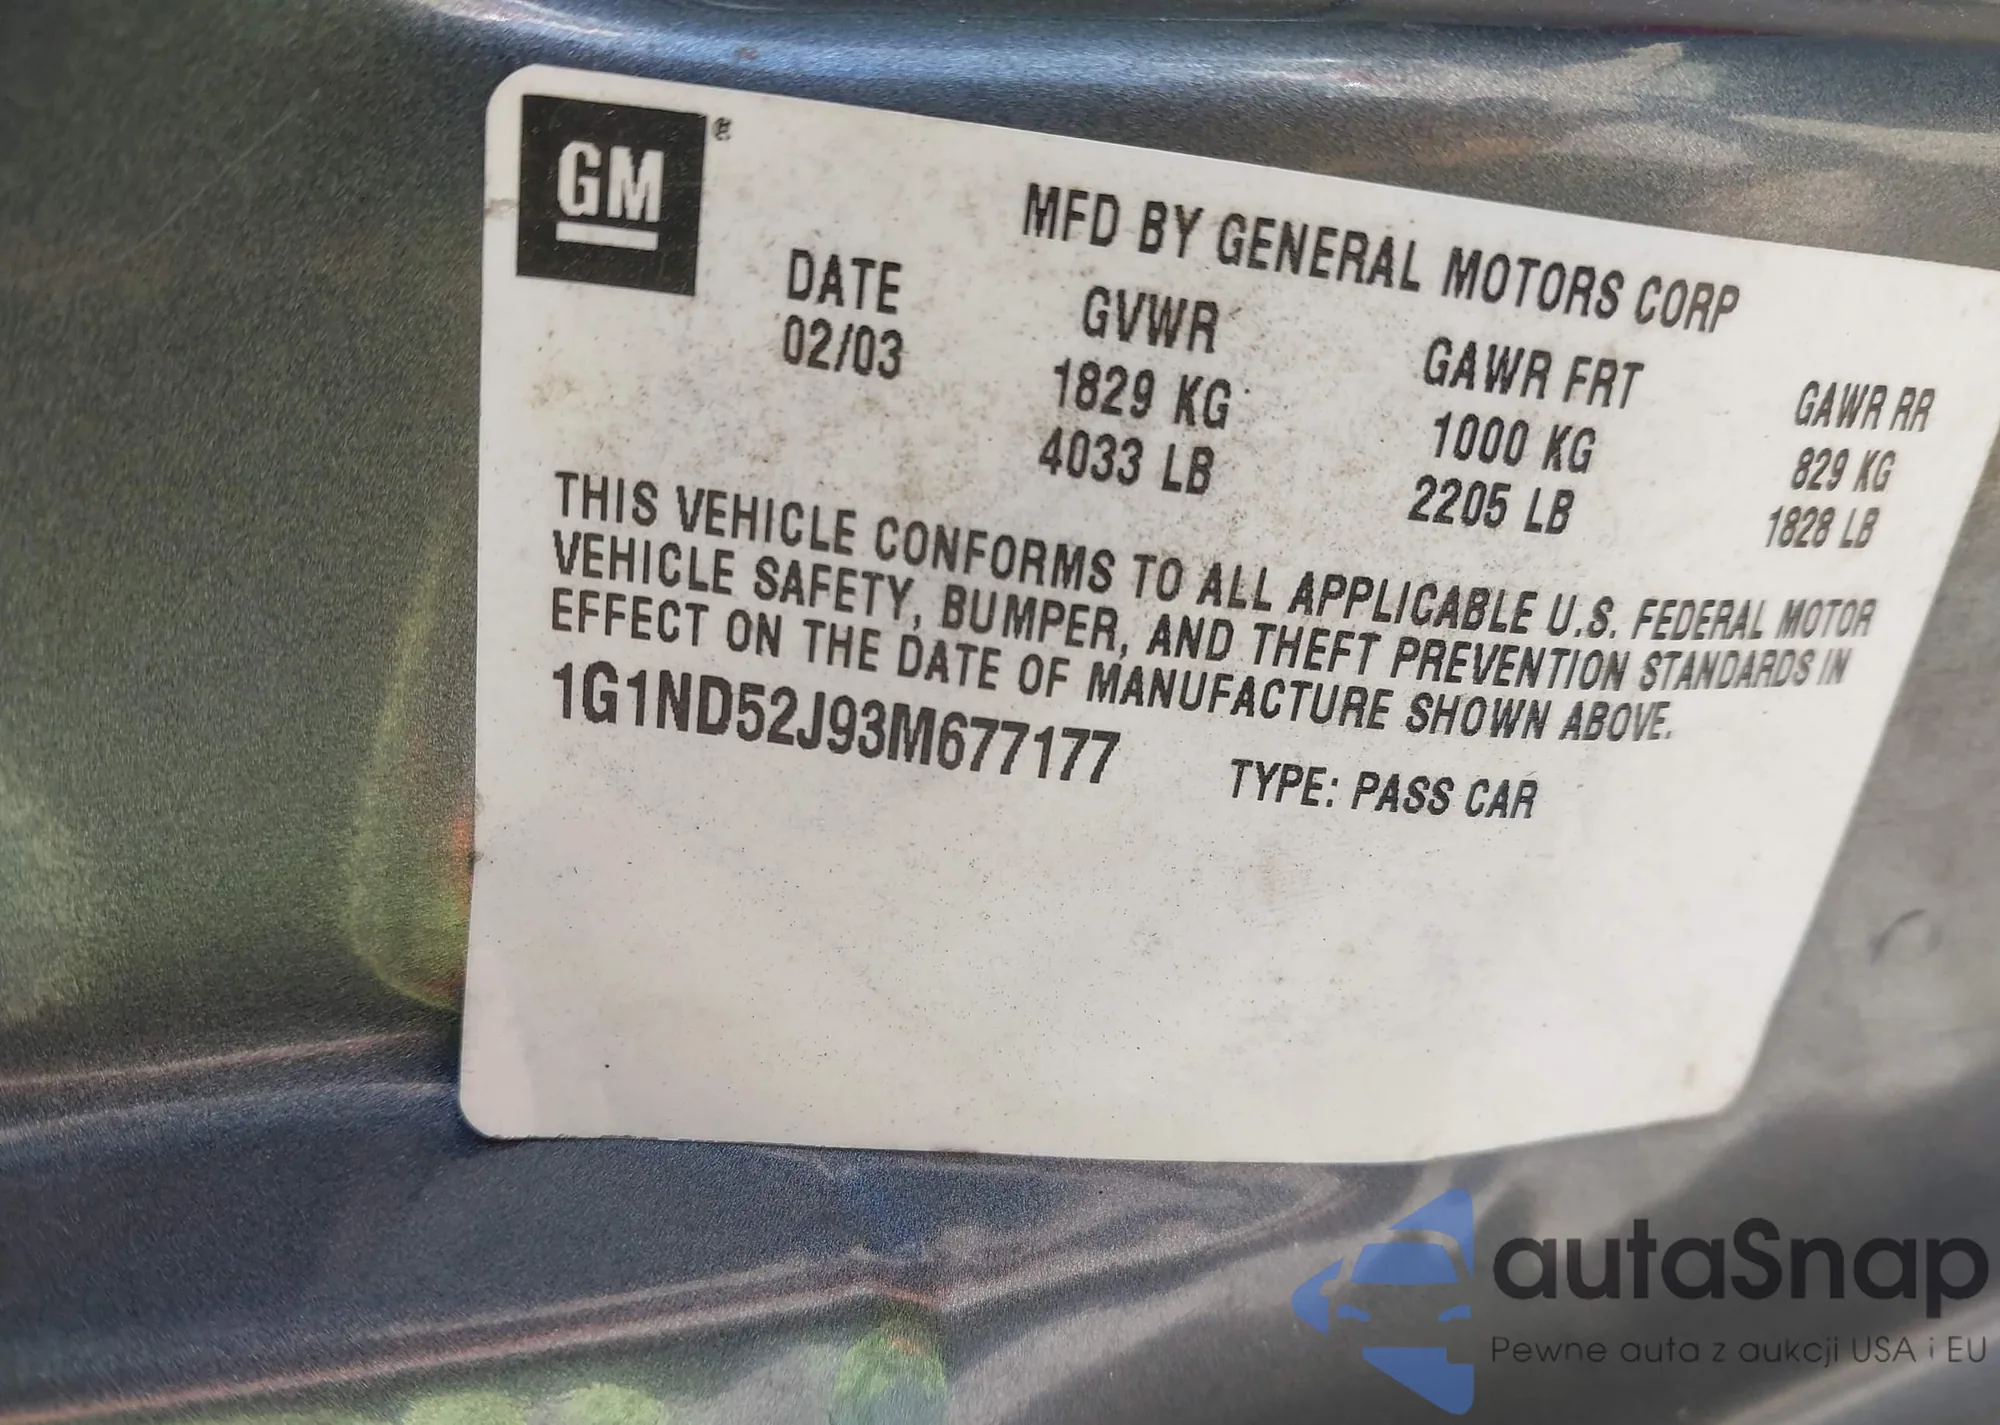 GM®
MFD BY GENERAL MOTORS CORP
DATE GVWR GAWR FRT GAWR RR
02/03 1829 KG 1000 KG 829 KG
4033 LB 2205 LB 1828 LB
THIS VEHICLE CONFORMS TO ALL APPLICABLE U.S. FEDERAL MOTOR
VEHICLE SAFETY, BUMPER, AND THEFT PREVENTION STANDARDS IN
EFFECT ON THE DATE OF MANUFACTURE SHOWN ABOVE.
1G1ND52J93M677177 TYPE: PASS CAR
autaSnap
Pewne auta z aukcji USA i EU